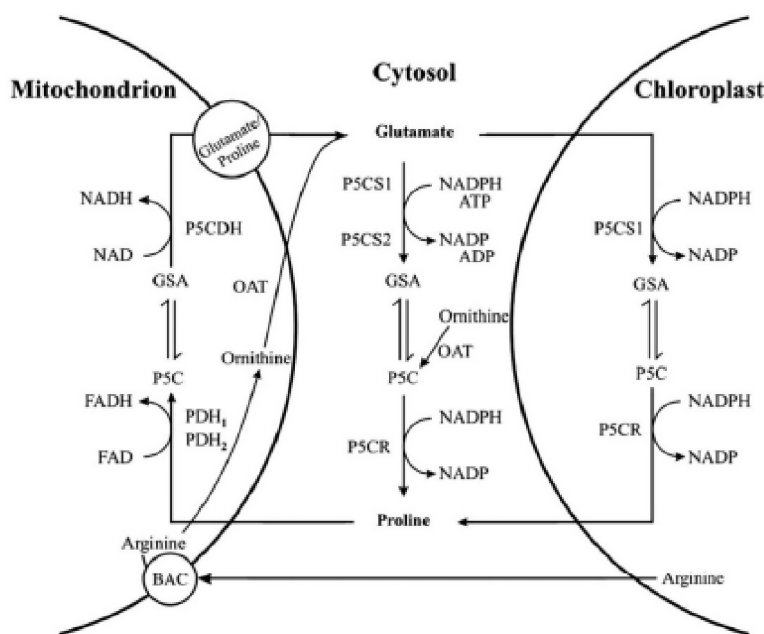 Mitochondrion
Cytosol
Chloroplast
Glutamate/
Proline
Glutamate
NADH
P5CDH
NAD
GSA
P5C
FADH
PDH₁
PDH₂
FAD
OAT
Ornithine
Arginine
BAC
P5CS1
NADPH
ATP
P5CS2
NADP
ADP
GSA
Ornithine
OAT
P5C
NADPH
P5CR
NADP
Proline
NADPH
P5CS1
NADP
GSA
P5C
NADPH
P5CR
NADP
Arginine